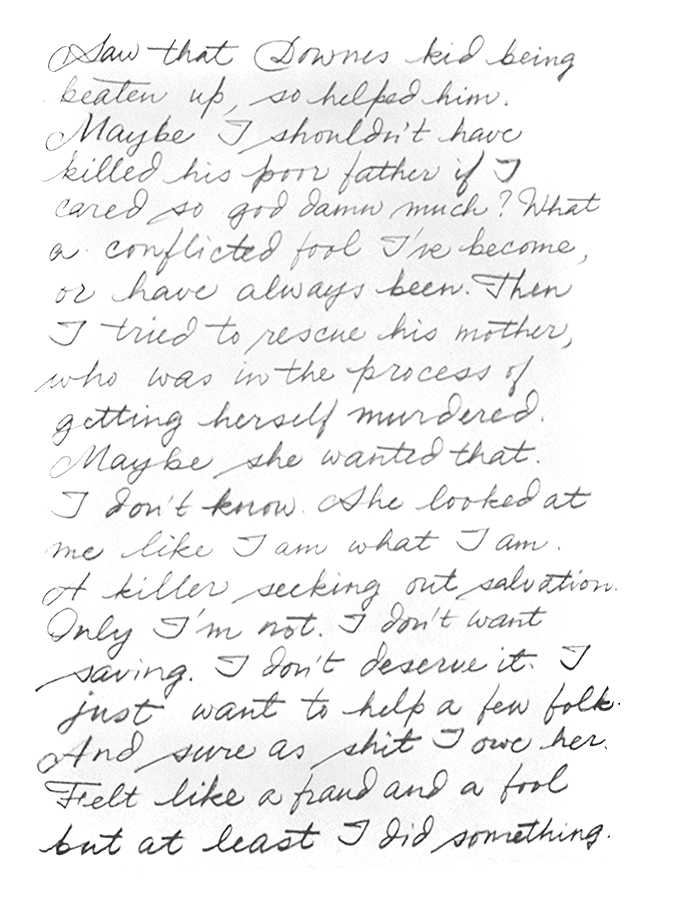 Saw that Downes kid being
beaten up, so helped him.
Maybe I shouldn't have
killed his poor father if I
cared so god damn much? What
a conflicted fool I've become,
or have always been. Then
I tried to rescue his mother,
who was in the process of
getting herself murdered.
Maybe she wanted that.
I don't know. She looked at
me like I am what I am.
A killer seeking out salvation.
Only I'm not. I don't want
saving. I don't deserve it. I
just want to help a few folk.
And sure as shit I owe her.
Felt like a fraud and a fool
but at least I did something.